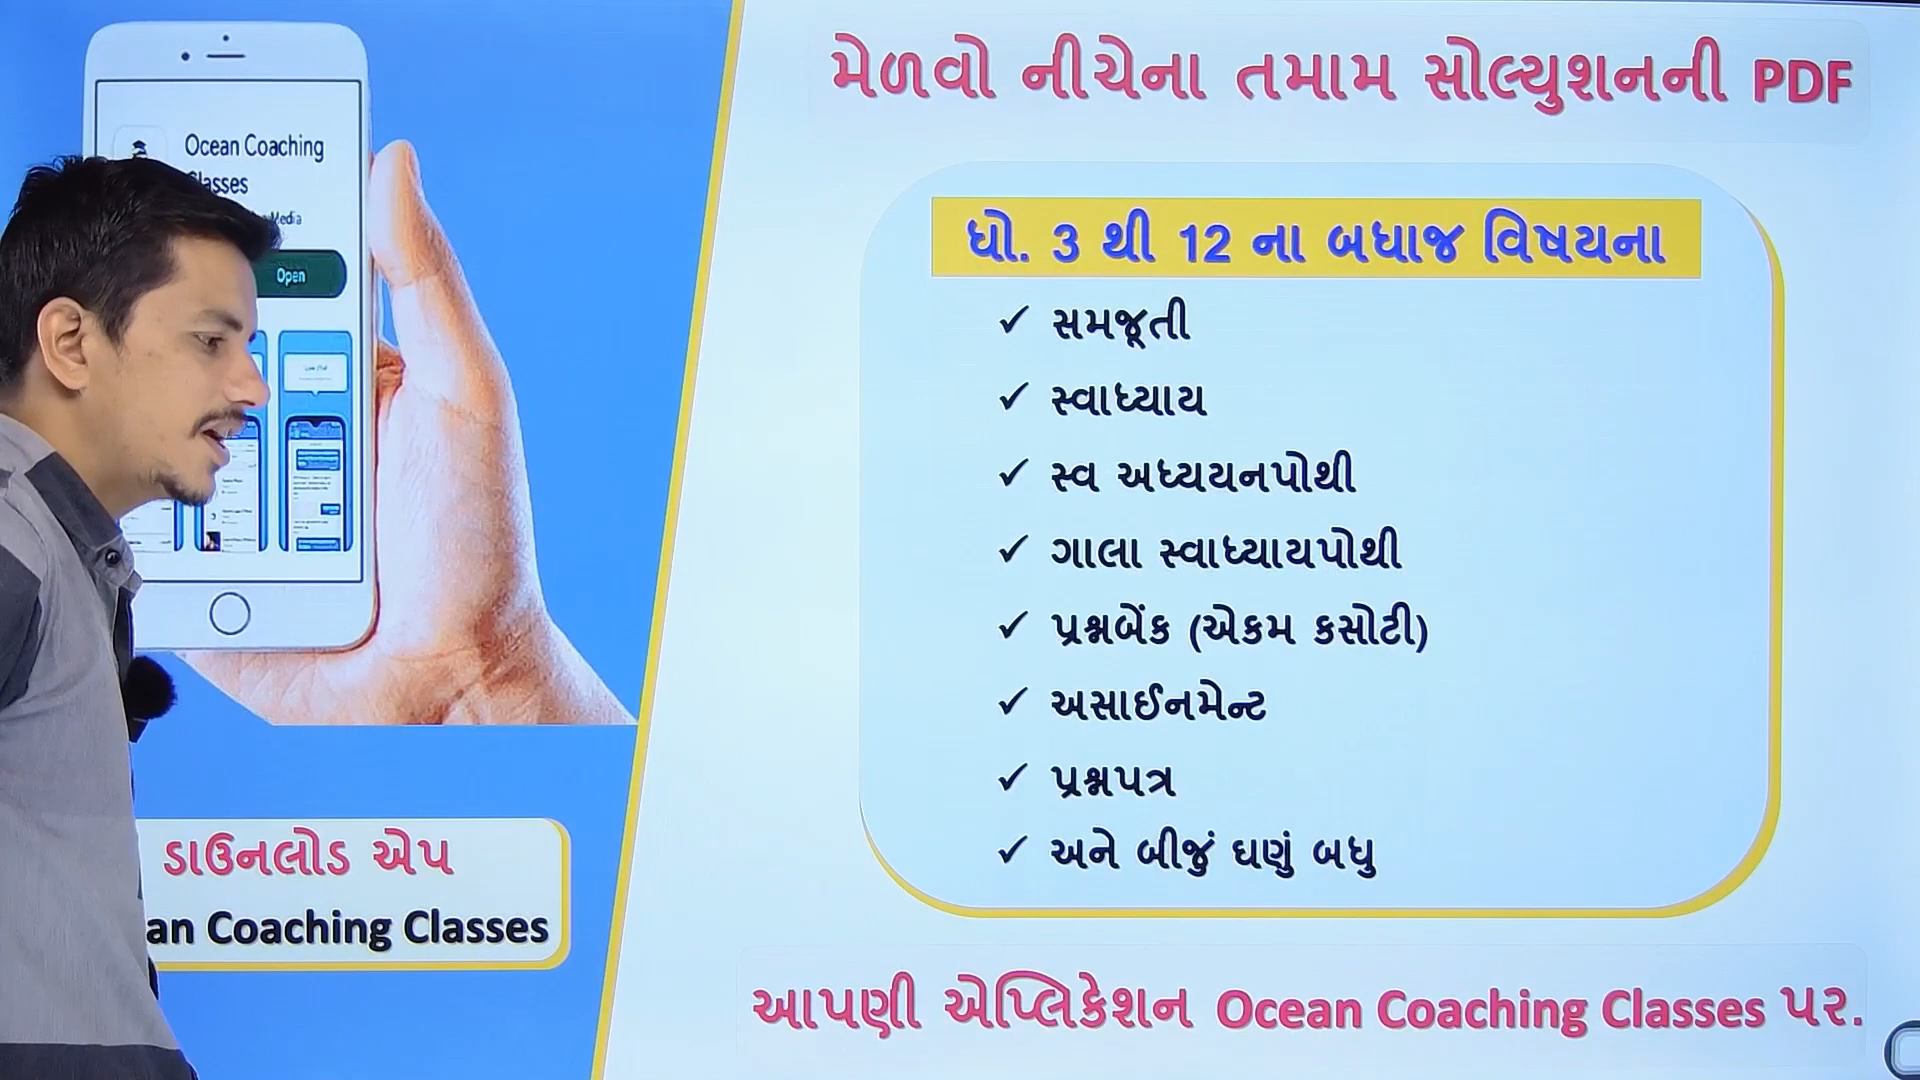 મેળવો નીચેના તમામ સોલ્યુશનની PDF
ધો. 3 થી 12 ના બધાજ વિષયના
✓ સમજૂતી
✓ સ્વાધ્યાય
✓ સ્વ અધ્યયનપોથી
✓ ગાલા સ્વાધ્યાયપોથી
✓ પ્રશ્નબેંક (એકમ કસોટી)
✓ અસાઈનમેન્ટ
✓ પ્રશ્નપત્ર
✓ અને બીજું ઘણું બધુ
આપણી એપ્લિકેશન Ocean Coaching Classes પર.
Ocean Coaching
Classes
Media
Open
ડાઉનલોડ એપ
an Coaching Classes